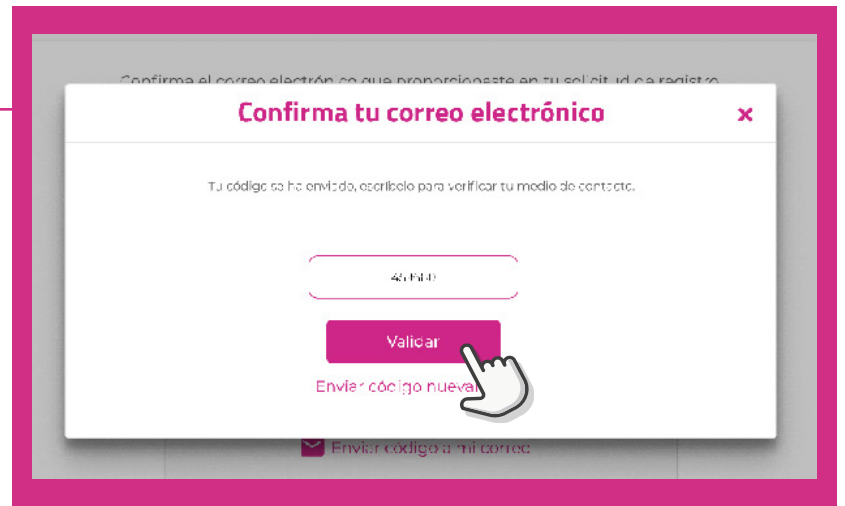 Confirma el correo electrónico que proporcionaste en tu solicitud de registro
Confirma tu correo electrónico
Tu código se ha enviado, escríbelo para verificar tu medio de contacto.
Validar
Enviar código
Enviar código a mi correo